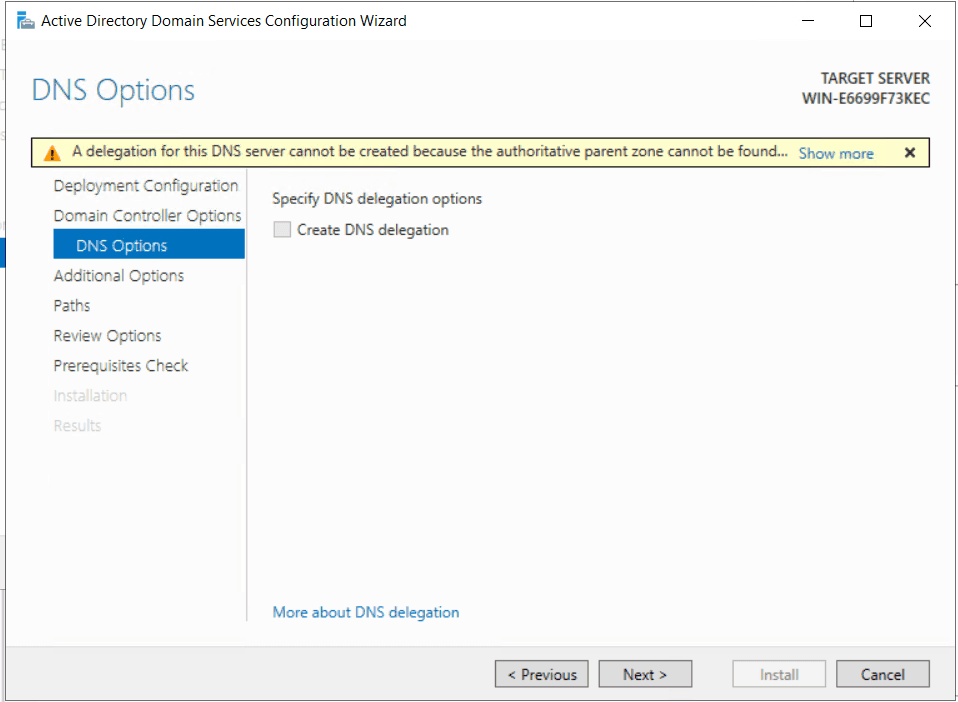 Active Directory Domain Services Configuration Wizard
DNS Options
TARGET SERVER
WIN-E6699F73KEC
A delegation for this DNS server cannot be created because the authoritative parent zone cannot be found... Show more
Deployment Configuration
Domain Controller Options
DNS Options
Additional Options
Paths
Review Options
Prerequisites Check
Installation
Results
Specify DNS delegation options
Create DNS delegation
More about DNS delegation
< Previous
Next >
Install
Cancel